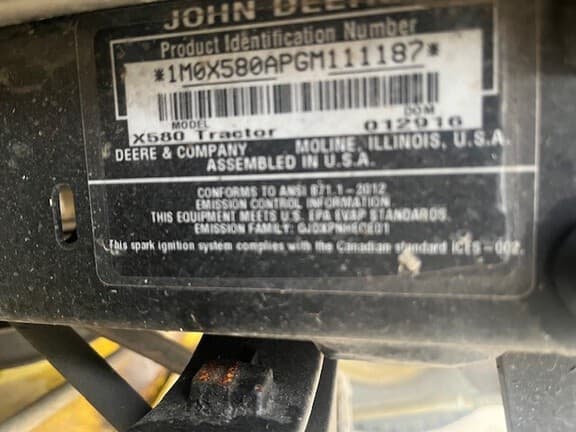 JOHN DEERE
Product Identification Number
*1M0X580APGM111187*
MODEL DOM
X580 Tractor 012916
DEERE & COMPANY MOLINE, ILLINOIS, U.S.A.
ASSEMBLED IN U.S.A.
CONFORMS TO ANSI B71.1-2012
EMISSION CONTROL INFORMATION
THIS EQUIPMENT MEETS U.S. EPA EVAP STANDARDS.
EMISSION FAMILY:
This spark ignition system complies with the Canadian standard ICES-002.